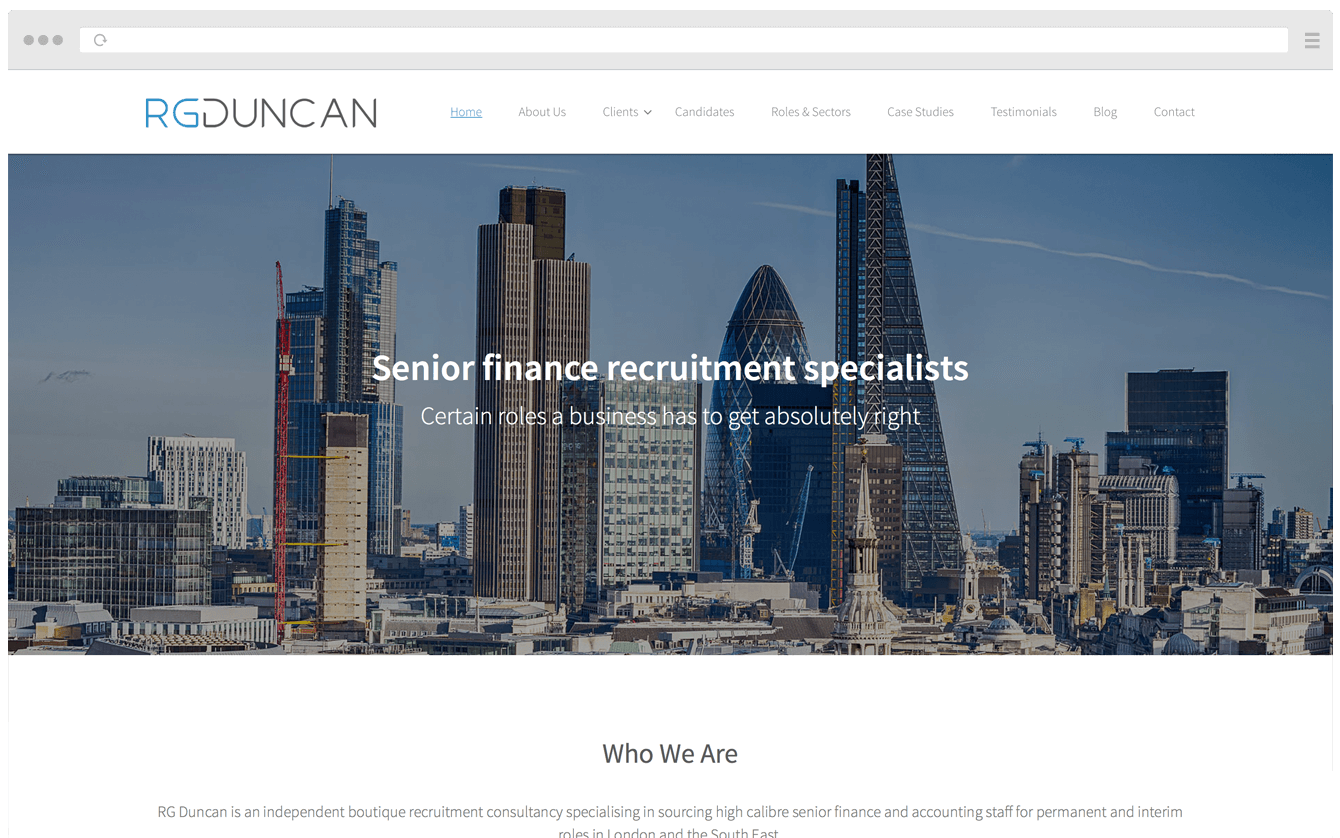 RGDUNCAN
Home About Us Clients Candidates Roles & Sectors Case Studies Testimonials Blog Contact
Senior finance recruitment specialists
Certain roles a business has to get absolutely right
Who We Are
RG Duncan is an independent boutique recruitment consultancy specialising in sourcing high calibre senior finance and accounting staff for permanent and interim
roles in London and the South East.